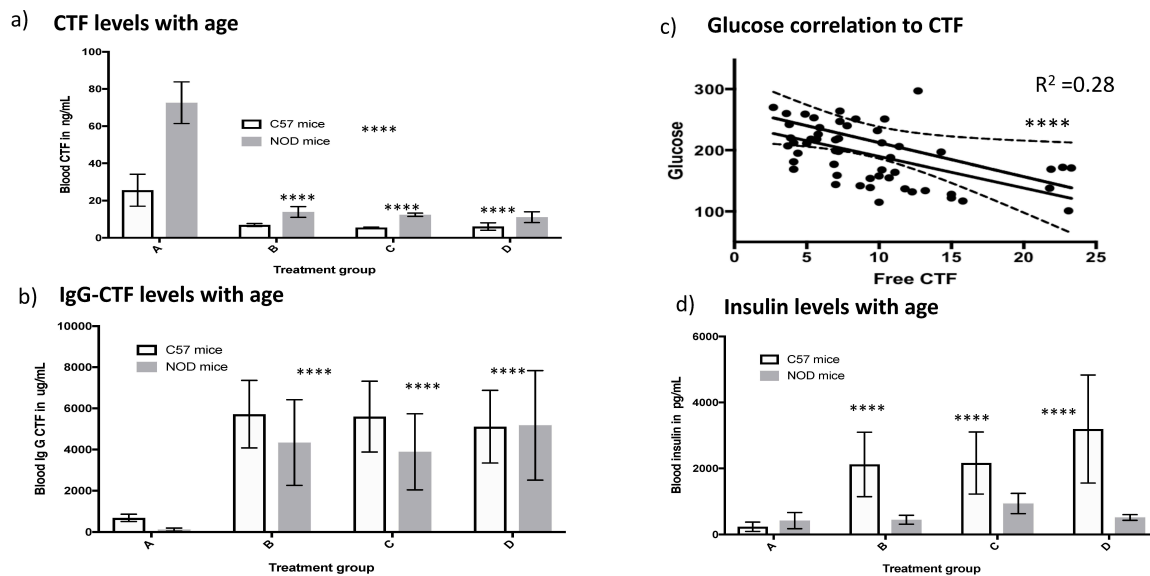 a)
CTF levels with age
Blood CTF in ng/mL
100
80
60
40
20
0
C57 mice
NOD mice
****
****
****
****
A
B
C
D
Treatment group
b)
IgG-CTF levels with age
Blood Ig G CTF in ug/mL
10000
8000
6000
4000
2000
0
C57 mice
NOD mice
****
****
****
A
B
C
D
Treatment group
c)
Glucose correlation to CTF
Glucose
300
200
100
R² =0.28
****
0
5
10
15
20
25
Free CTF
d)
Insulin levels with age
Blood insulin in pg/mL
6000
4000
2000
0
C57 mice
NOD mice
****
****
****
A
B
C
D
Treatment group